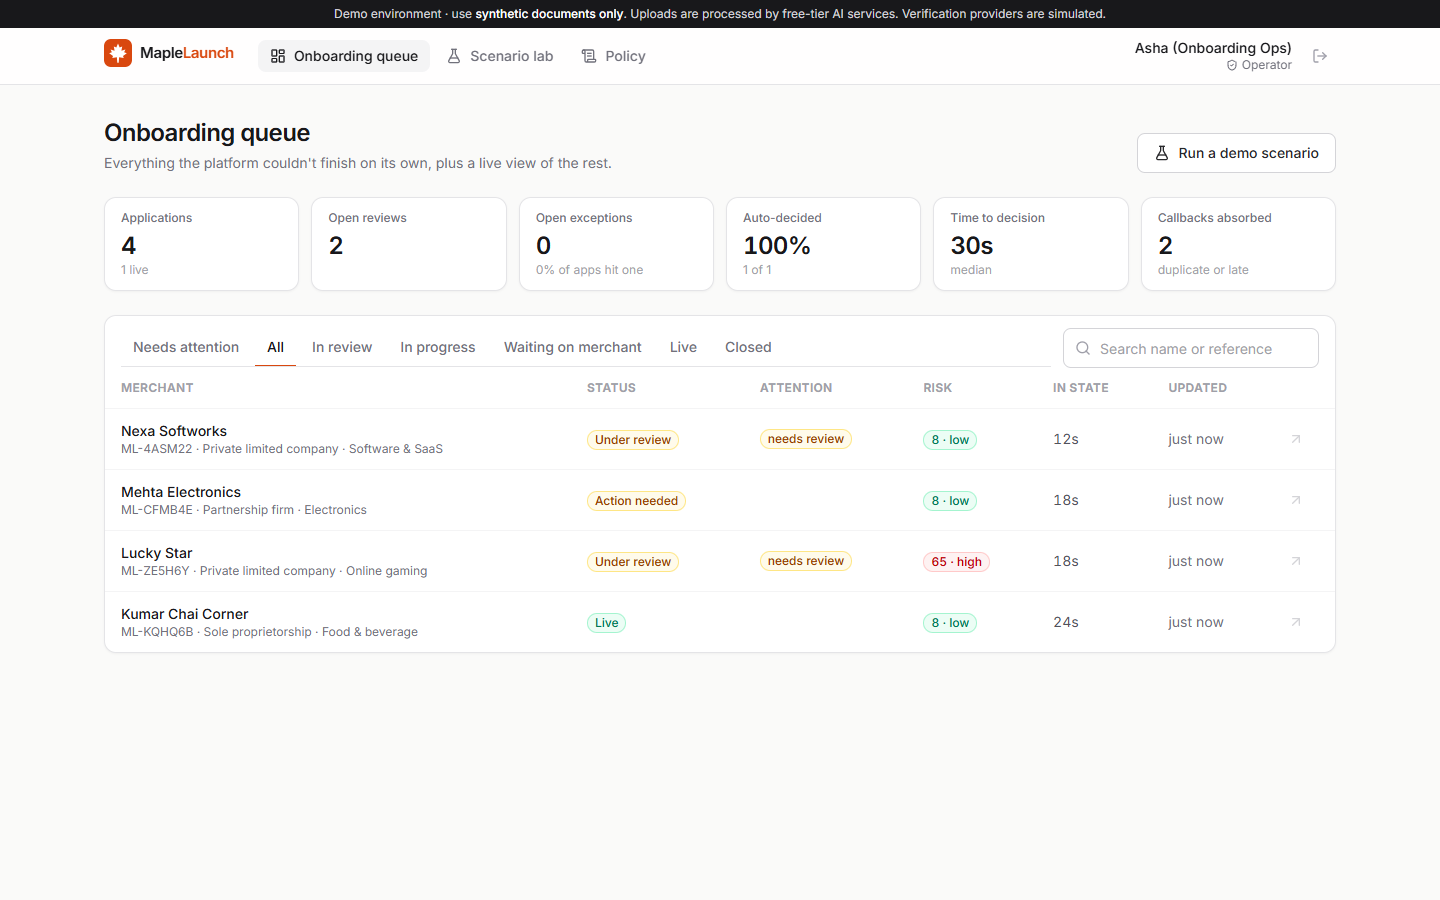 Demo environment · use synthetic documents only. Uploads are processed by free-tier AI services. Verification providers are simulated.
MapleLaunch
Onboarding queue
Scenario lab
Policy
Asha (Onboarding Ops)
Operator
Onboarding queue
Everything the platform couldn't finish on its own, plus a live view of the rest.
Run a demo scenario
Applications
4
1 live
Open reviews
2
Open exceptions
0
0% of apps hit one
Auto-decided
100%
1 of 1
Time to decision
30s
median
Callbacks absorbed
2
duplicate or late
Needs attention All In review In progress Waiting on merchant Live Closed
Search name or reference
MERCHANT STATUS ATTENTION RISK IN STATE UPDATED
Nexa Softworks
ML-4ASM22 · Private limited company · Software & SaaS
Under review needs review 8 · low 12s just now
Mehta Electronics
ML-CFMB4E · Partnership firm · Electronics
Action needed 8 · low 18s just now
Lucky Star
ML-ZE5H6Y · Private limited company · Online gaming
Under review needs review 65 · high 18s just now
Kumar Chai Corner
ML-KQHQ6B · Sole proprietorship · Food & beverage
Live 8 · low 24s just now